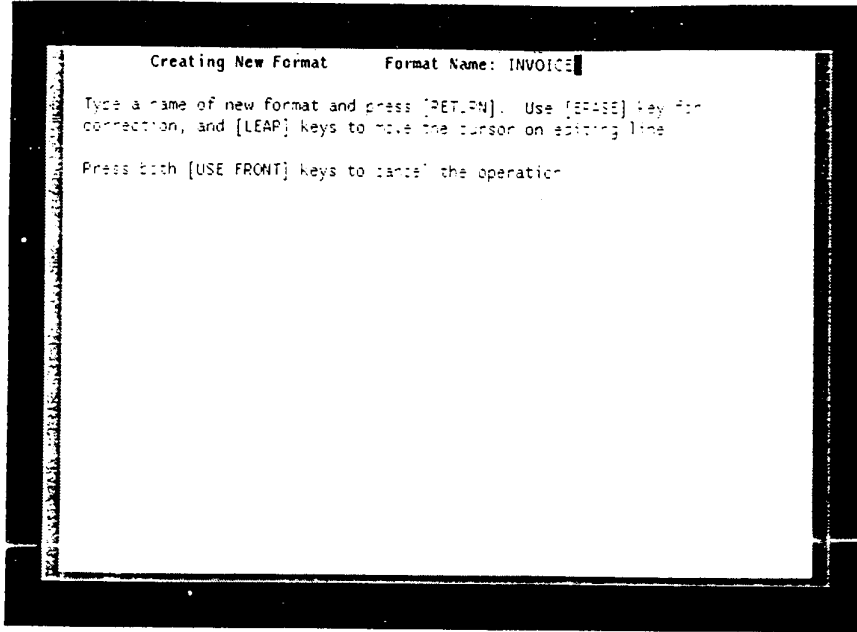 Creating New Format Format Name: INVOICE
Type a name of new format and press [RETURN]. Use [ERASE] key for
correction, and [LEAP] keys to move the cursor on editing line
Press both [USE FRONT] keys to cancel the operation